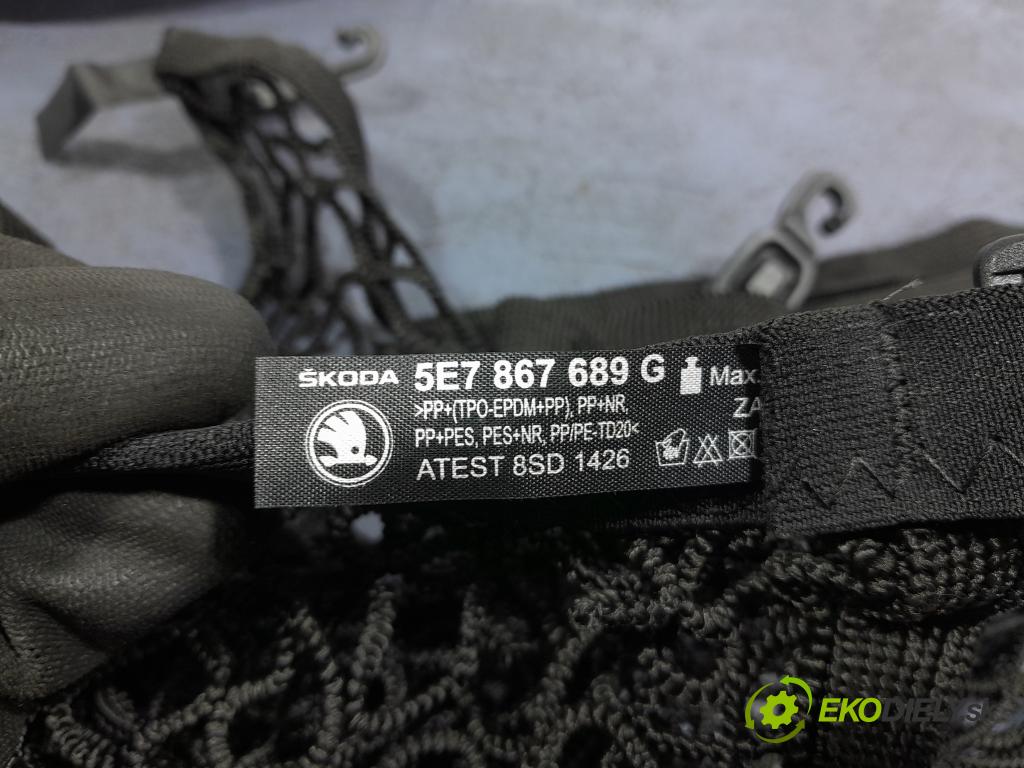 ŠKODA 5E7 867 689 G Max.
>PP+(TPO-EPDM+PP), PP+NR, ZA
PP+PES, PES+NR, PP/PE-TD20<
ATEST 8SD 1426
EKODIELY.sk